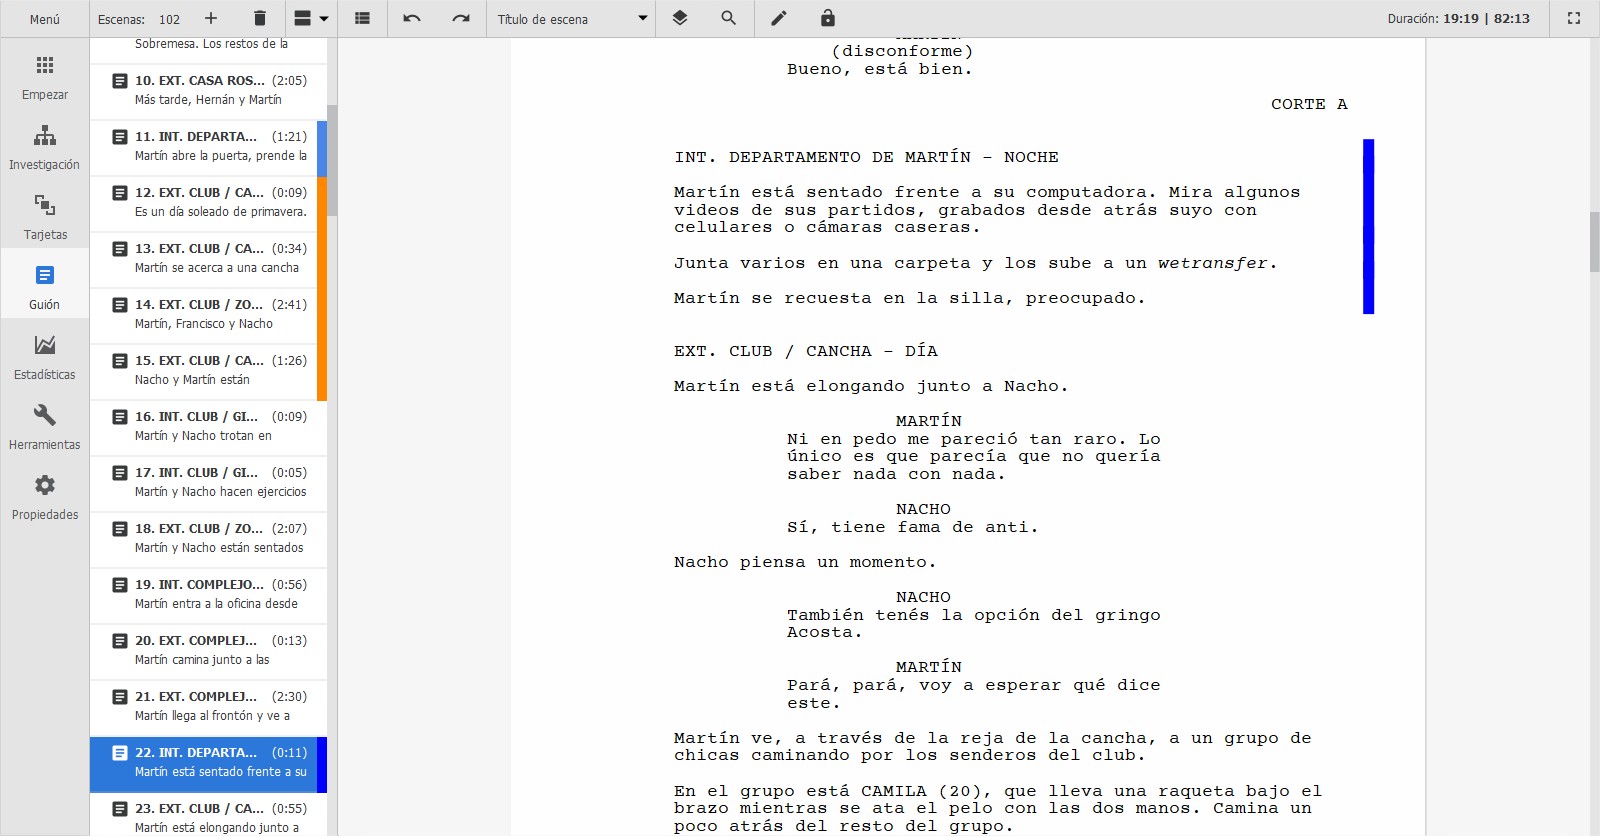 Menú
Escenas: 102
Título de escena
Duración: 19:19 | 82:13
Empezar
Investigación
Tarjetas
Guión
Estadísticas
Herramientas
Propiedades
Sobremesa. Los restos de la
10. EXT. CASA ROS... (2:05)
Más tarde, Hernán y Martín
11. INT. DEPARTA... (1:21)
Martín abre la puerta, prende la
12. EXT. CLUB / CA... (0:09)
Es un día soleado de primavera.
13. EXT. CLUB / CA... (0:34)
Martín se acerca a una cancha
14. EXT. CLUB / ZO... (2:41)
Martín, Francisco y Nacho
15. EXT. CLUB / CA... (1:26)
Nacho y Martín están
16. INT. CLUB / GI... (0:09)
Martín y Nacho trotan en
17. INT. CLUB / GI... (0:05)
Martín y Nacho hacen ejercicios
18. EXT. CLUB / ZO... (2:07)
Martín y Nacho están sentados
19. INT. COMPLEJO... (0:56)
Martín entra a la oficina desde
20. EXT. COMPLEJ... (0:13)
Martín camina junto a las
21. EXT. COMPLEJ... (2:30)
Martín llega al frontón y ve a
22. INT. DEPARTA... (0:11)
Martín está sentado frente a su
23. EXT. CLUB / CA... (0:55)
Martín está elongando junto a
(disconforme)
Bueno, está bien.
CORTE A
INT. DEPARTAMENTO DE MARTÍN – NOCHE
Martín está sentado frente a su computadora. Mira algunos
videos de sus partidos, grabados desde atrás suyo con
celulares o cámaras caseras.
Junta varios en una carpeta y los sube a un wetransfer.
Martín se recuesta en la silla, preocupado.
EXT. CLUB / CANCHA – DÍA
Martín está elongando junto a Nacho.
MARTÍN
Ni en pedo me pareció tan raro. Lo
único es que parecía que no quería
saber nada con nada.
NACHO
Sí, tiene fama de anti.
Nacho piensa un momento.
NACHO
También tenés la opción del gringo
Acosta.
MARTÍN
Pará, pará, voy a esperar qué dice
este.
Martín ve, a través de la reja de la cancha, a un grupo de
chicas caminando por los senderos del club.
En el grupo está CAMILA (20), que lleva una raqueta bajo el
brazo mientras se ata el pelo con las dos manos. Camina un
poco atrás del resto del grupo.